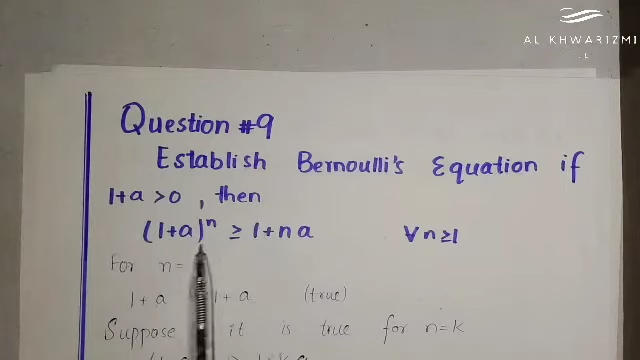 AL KHWARIZMI
Question #9
Establish Bernoulli's Equation if
1+a >0 , then
(1+a)ⁿ ≥ 1+na ∀n≥1
For n=
1+a 1+a (true)
Suppose it is true for n=k